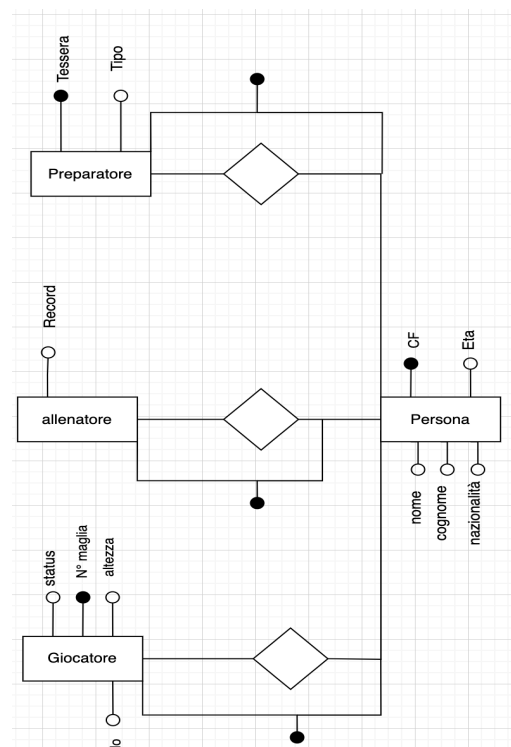 Tessera
Tipo
Preparatore
Record
CF
Eta
allenatore
Persona
nome
cognome
nazionalità
status
N° maglia
altezza
Giocatore